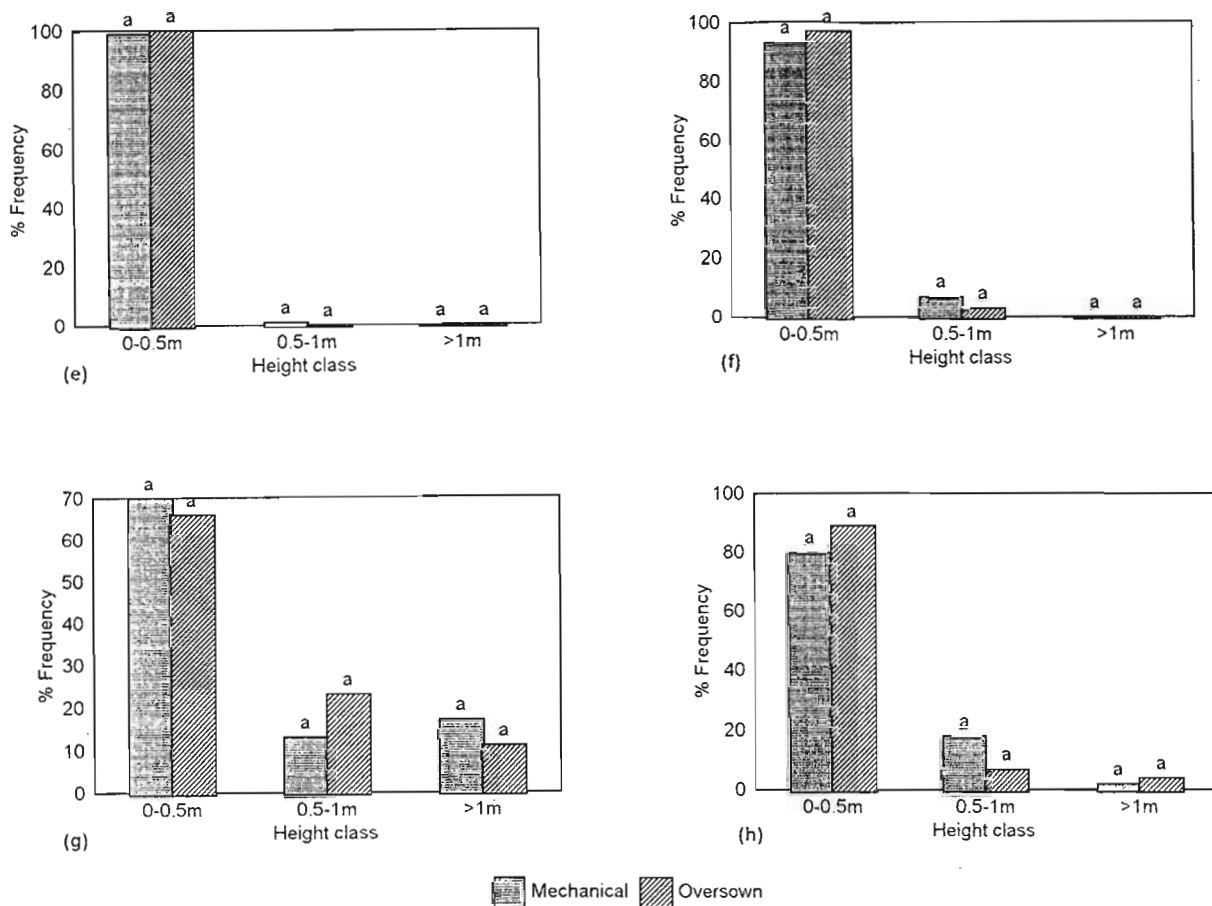 a a
100
80
60
40
20
0
% Frequency
a a
a a
0-0.5m 0.5-1m >1m
Height class
(e)
a a
100
80
60
40
20
0
% Frequency
a a
a a
0-0.5m 0.5-1m >1m
Height class
(f)
a a
70
60
50
40
30
20
10
0
% Frequency
a a
a a
0-0.5m 0.5-1m >1m
Height class
(g)
100
80
60
40
20
0
% Frequency
a a
a a
a a
0-0.5m 0.5-1m >1m
Height class
(h)
Mechanical Oversown